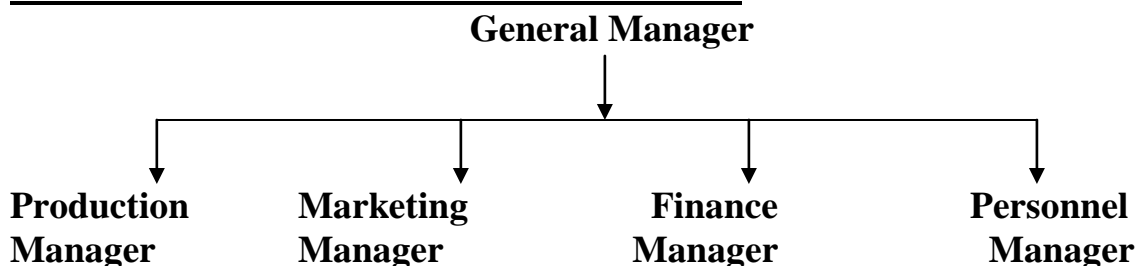 General Manager
Production Marketing Finance Personnel
Manager Manager Manager Manager